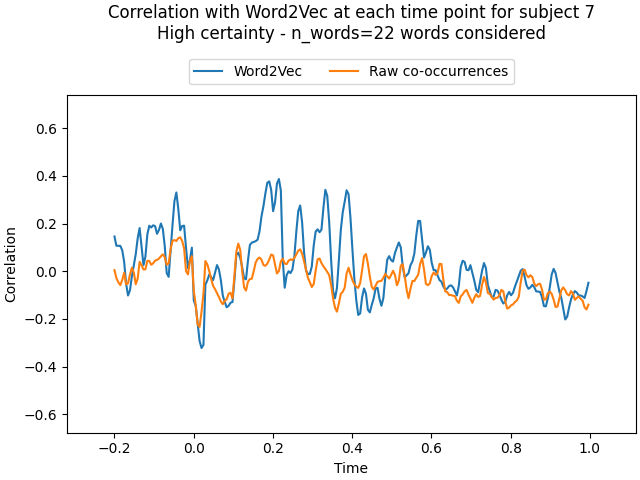 Correlation with Word2Vec at each time point for subject 7
High certainty - n_words=22 words considered
Word2Vec
Raw co-occurrences
0.6
0.4
0.2
0.0
−0.2
−0.4
−0.6
Correlation
−0.2
0.0
0.2
0.4
0.6
0.8
1.0
Time